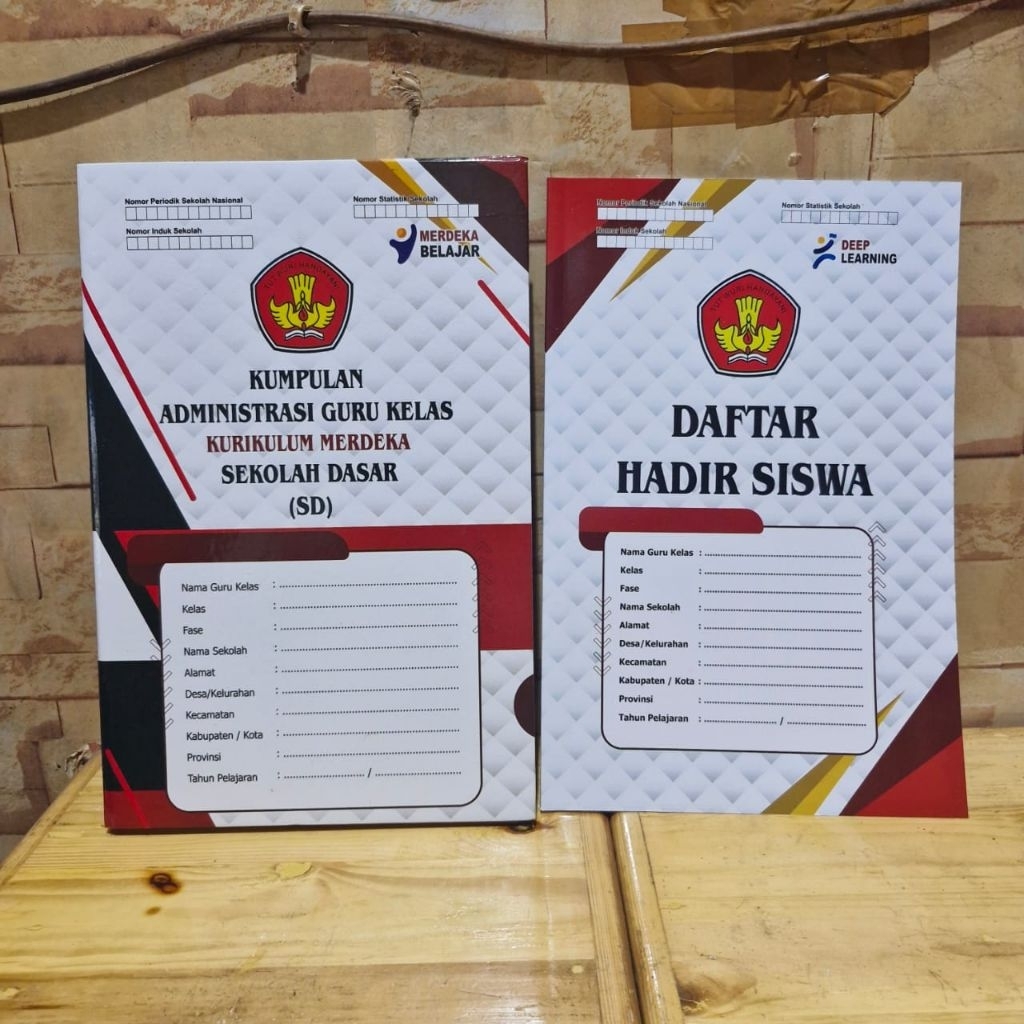 Nomor Periodik Sekolah Nasional
Nomor Statistik Sekolah
Nomor Induk Sekolah
MERDEKA
BELAJAR
TUT WURI HANDAYANI
KUMPULAN
ADMINISTRASI GURU KELAS
KURIKULUM MERDEKA
SEKOLAH DASAR
(SD)
Nama Guru Kelas : ..........
Kelas : ..........
Fase : ..........
Nama Sekolah : ..........
Alamat : ..........
Desa/Kelurahan : ..........
Kecamatan : ..........
Kabupaten / Kota : ..........
Provinsi : ..........
Tahun Pelajaran : .......... / ..........
Nomor Periodik Sekolah Nasional
Nomor Statistik Sekolah
Nomor Induk Sekolah
DEEP
LEARNING
TUT WURI HANDAYANI
DAFTAR
HADIR SISWA
Nama Guru Kelas : ..........
Kelas : ..........
Fase : ..........
Nama Sekolah : ..........
Alamat : ..........
Desa/Kelurahan : ..........
Kecamatan : ..........
Kabupaten / Kota : ..........
Provinsi : ..........
Tahun Pelajaran : .......... / ..........